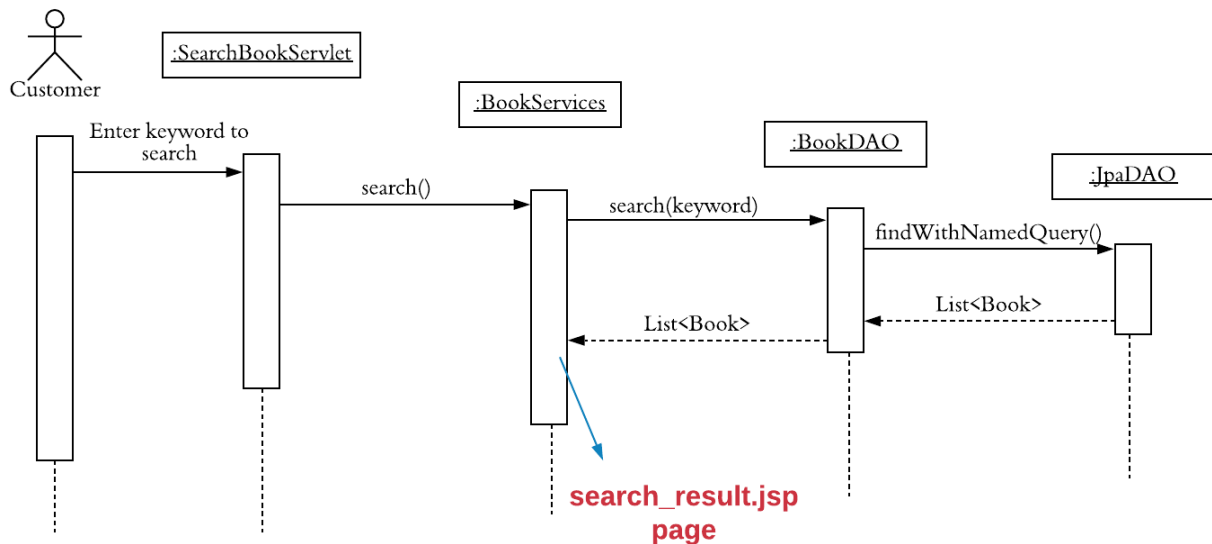 Customer
:SearchBookServlet
:BookServices
:BookDAO
:JpaDAO
Enter keyword to
search
search()
search(keyword)
findWithNamedQuery()
List<Book>
List<Book>
search_result.jsp
page